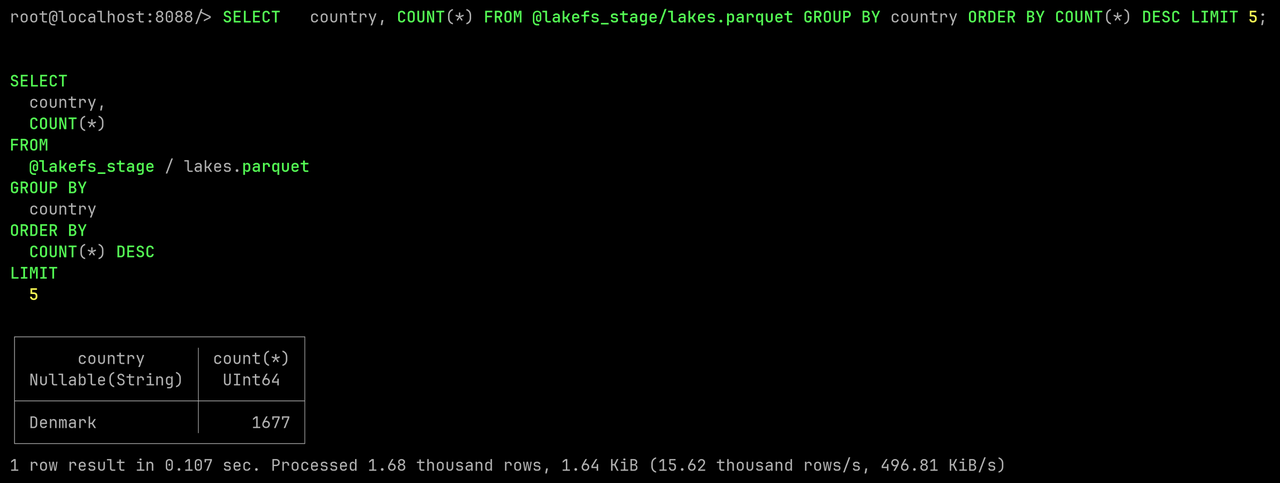 root@localhost:8088/> SELECT   country, COUNT(*) FROM @lakefs_stage/lakes.parquet GROUP BY country ORDER BY COUNT(*) DESC LIMIT 5;
SELECT
  country,
  COUNT(*)
FROM
  @lakefs_stage / lakes.parquet
GROUP BY
  country
ORDER BY
  COUNT(*) DESC
LIMIT
  5
country count(*)
Nullable(String) UInt64
Denmark 1677
1 row result in 0.107 sec. Processed 1.68 thousand rows, 1.64 KiB (15.62 thousand rows/s, 496.81 KiB/s)